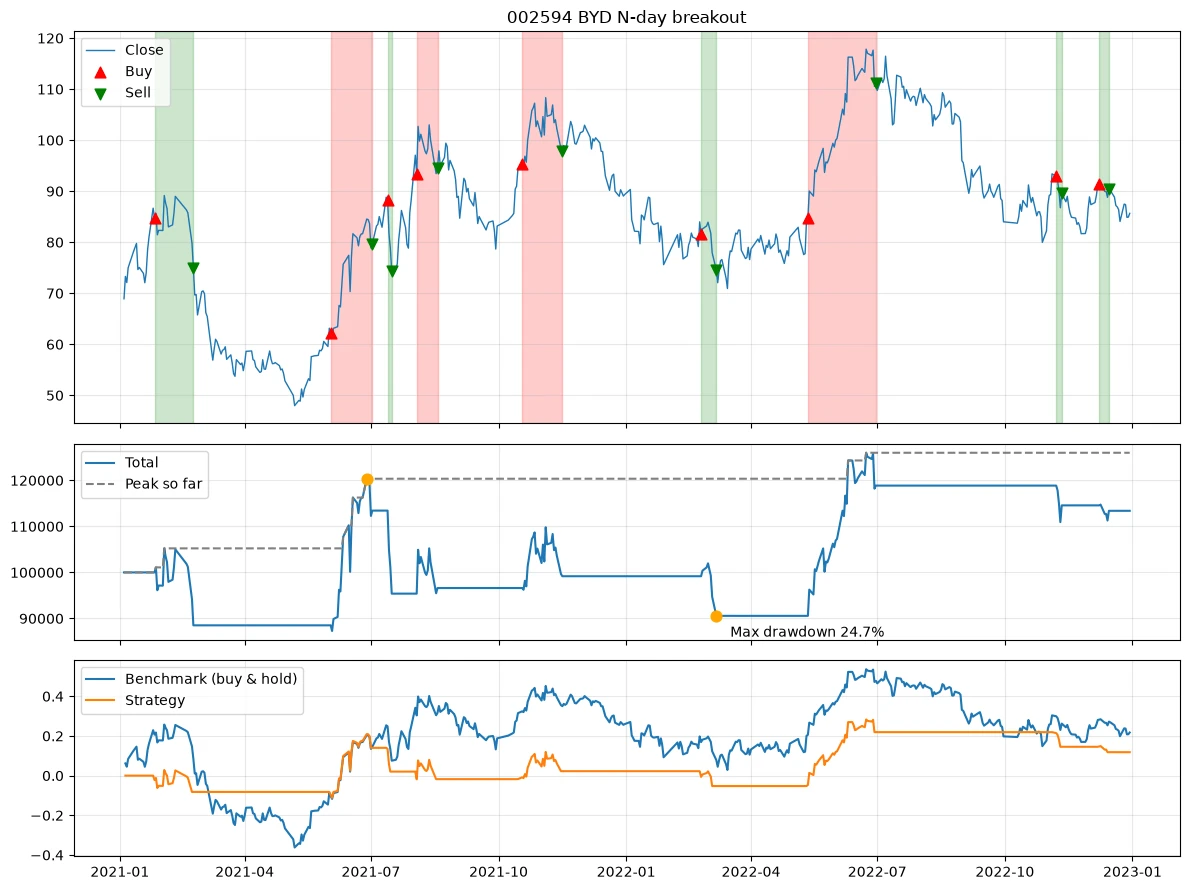 002594 BYD N-day breakout
120
110
100
90
80
70
60
50
Close
Buy
Sell
120000
110000
100000
90000
Total
Peak so far
Max drawdown 24.7%
0.4
0.2
0.0
−0.2
−0.4
Benchmark (buy & hold)
Strategy
2021-01
2021-04
2021-07
2021-10
2022-01
2022-04
2022-07
2022-10
2023-01